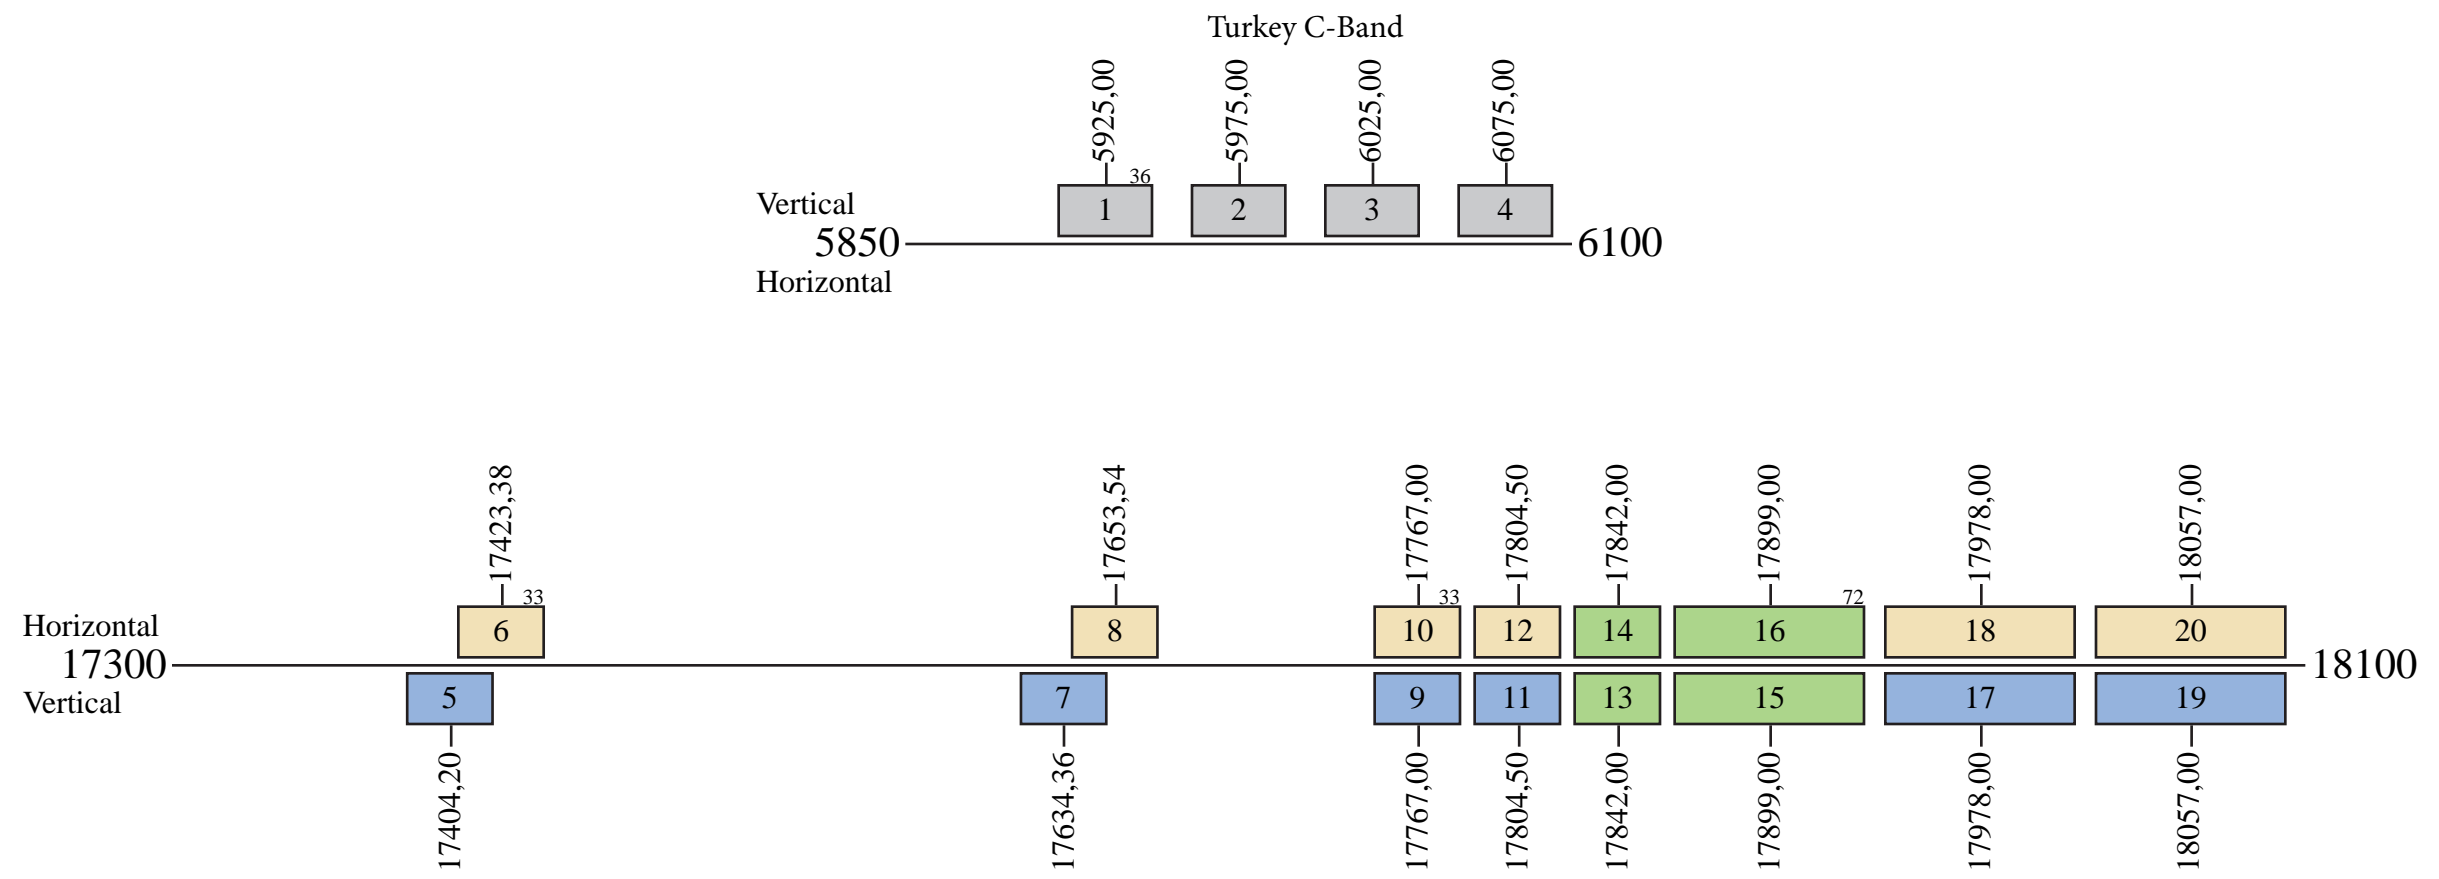 Turkey C-Band
5925,00 5975,00 6025,00 6075,00
36
Vertical 1 2 3 4
5850 6100
Horizontal
17423,38 17653,54 17767,00 17804,50 17842,00 17899,00 17978,00 18057,00
33 33 72
Horizontal 6 8 10 12 14 16 18 20
17300 18100
Vertical 5 7 9 11 13 15 17 19
17404,20 17634,36 17767,00 17804,50 17842,00 17899,00 17978,00 18057,00